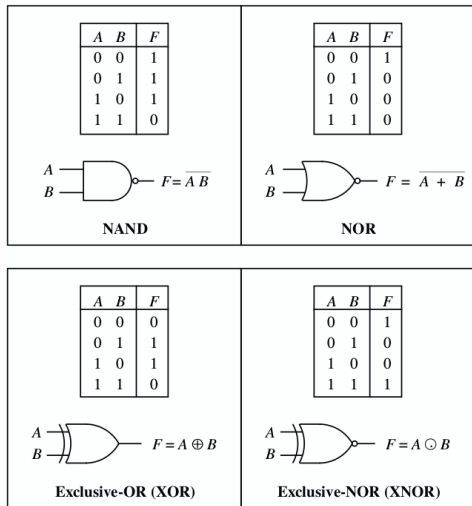 A B F
0 0 1
0 1 1
1 0 1
1 1 0
A
B
F = \overline{A B}
NAND
A B F
0 0 1
0 1 0
1 0 0
1 1 0
A
B
F = \overline{A + B}
NOR
A B F
0 0 0
0 1 1
1 0 1
1 1 0
A
B
F = A ⊕ B
Exclusive-OR (XOR)
A B F
0 0 1
0 1 0
1 0 0
1 1 1
A
B
F = A ⊙ B
Exclusive-NOR (XNOR)